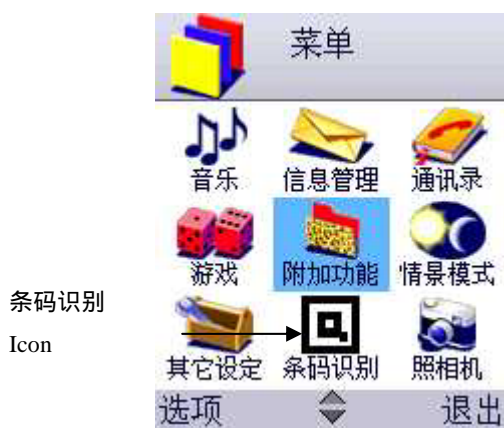 菜单
音乐 信息管理 通讯录
游戏 附加功能 情景模式
条码识别
Icon
其它设定 条码识别 照相机
选项 退出